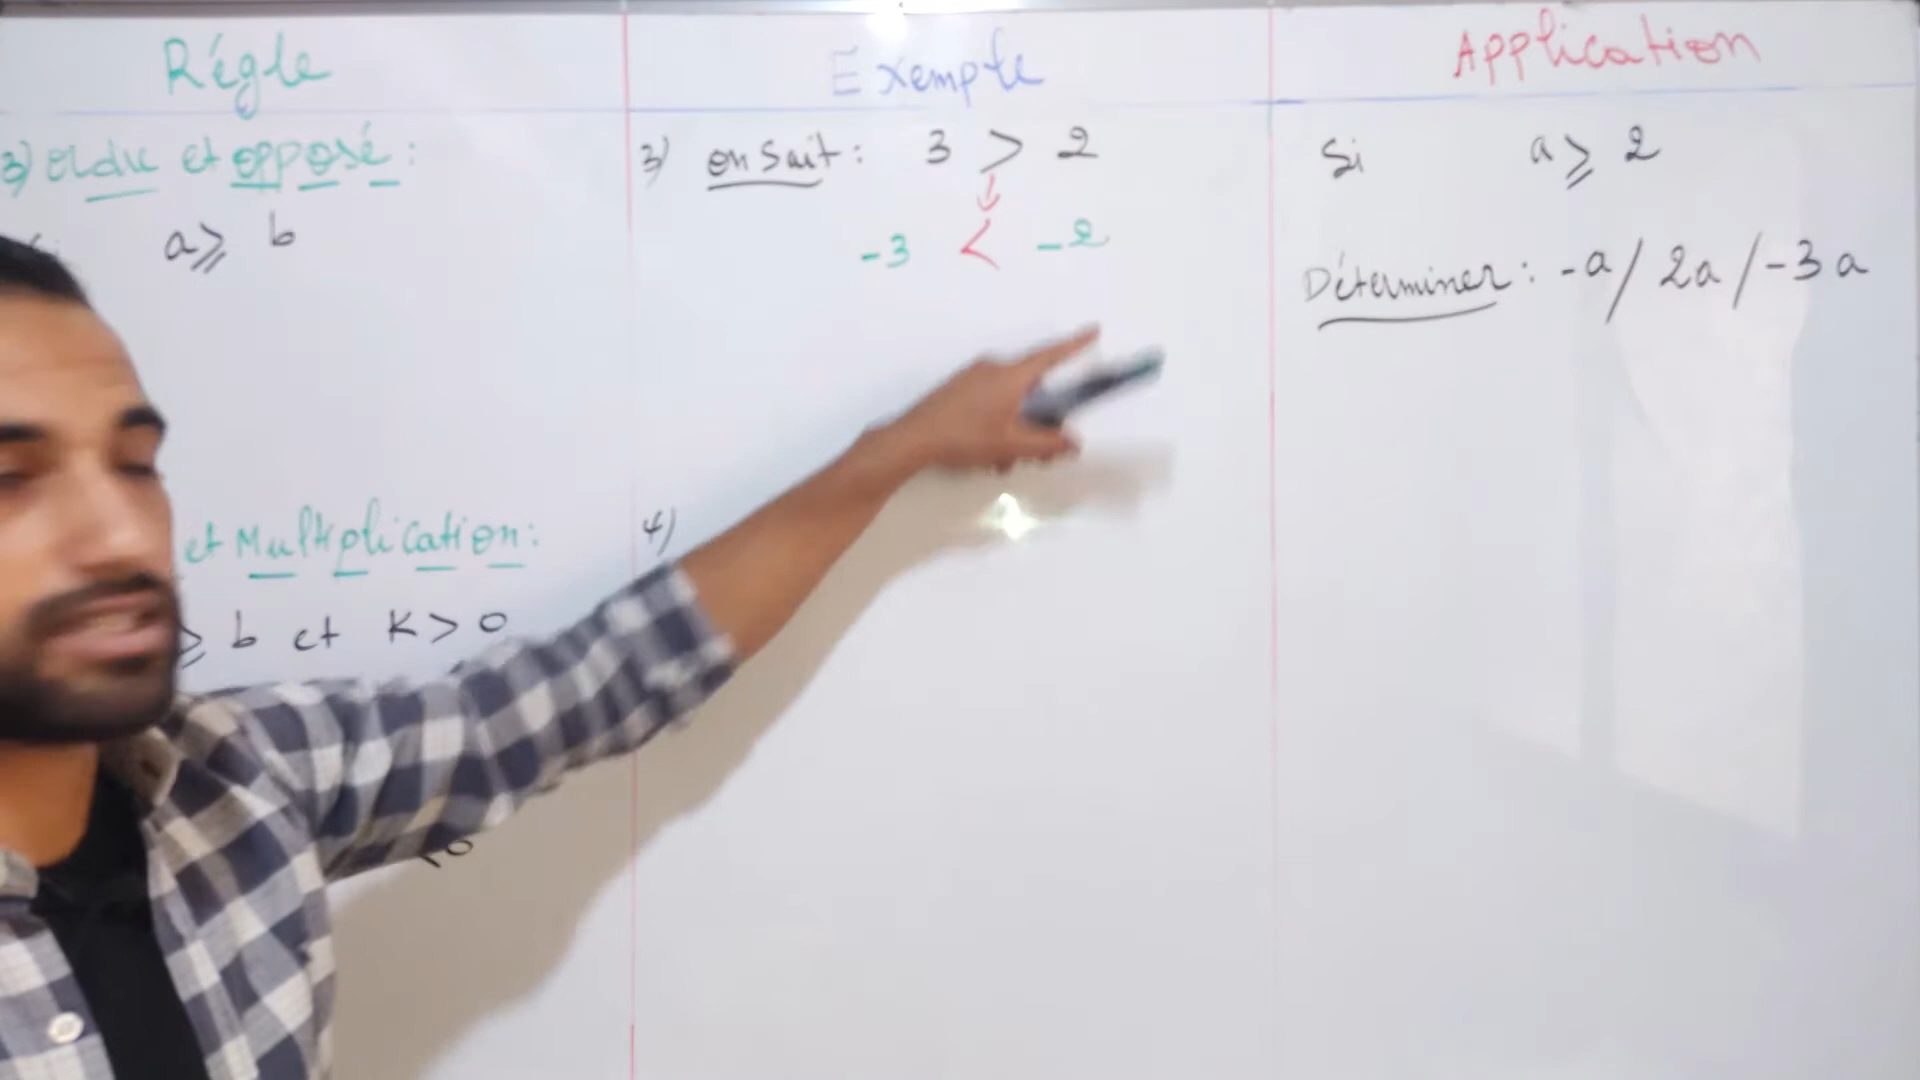 Régle
Exemple
Application
3) Ordre et opposé :
a ⩾ b
et Multiplication :
⩾ b et K > 0
3) on sait : 3 > 2
↓
-3 < -2
4)
Si a ⩾ 2
Déterminer : -a / 2a / -3a